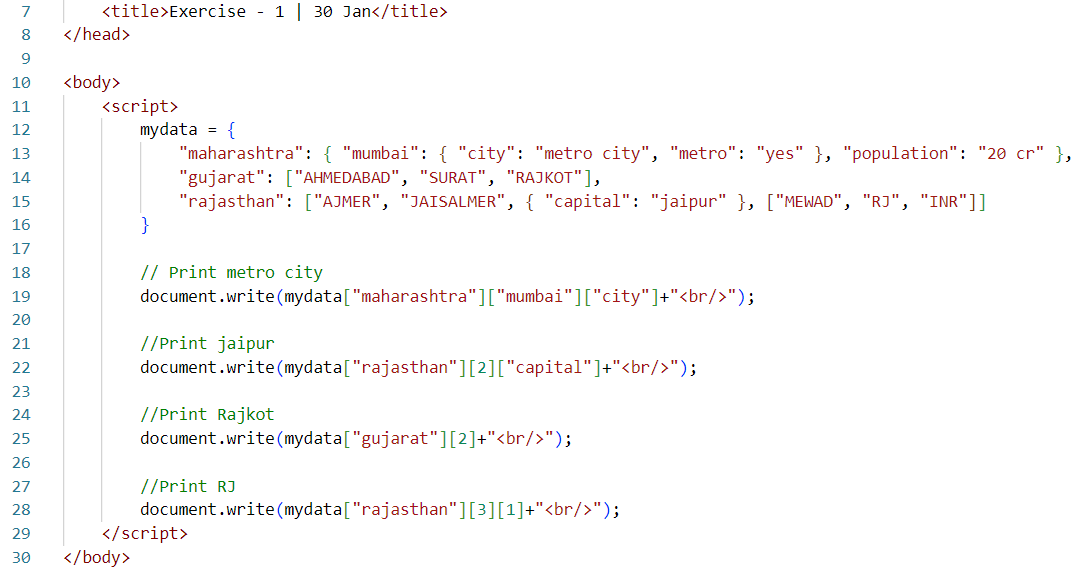 7 <title>Exercise - 1 | 30 Jan</title>
8 </head>
9
10 <body>
11 <script>
12 mydata = {
13 "maharashtra": { "mumbai": { "city": "metro city", "metro": "yes" }, "population": "20 cr" },
14 "gujarat": ["AHMEDABAD", "SURAT", "RAJKOT"],
15 "rajasthan": ["AJMER", "JAISALMER", { "capital": "jaipur" }, ["MEWAD", "RJ", "INR"]]
16 }
17
18 // Print metro city
19 document.write(mydata["maharashtra"]["mumbai"]["city"]+"<br/>");
20
21 //Print jaipur
22 document.write(mydata["rajasthan"][2]["capital"]+"<br/>");
23
24 //Print Rajkot
25 document.write(mydata["gujarat"][2]+"<br/>");
26
27 //Print RJ
28 document.write(mydata["rajasthan"][3][1]+"<br/>");
29 </script>
30 </body>